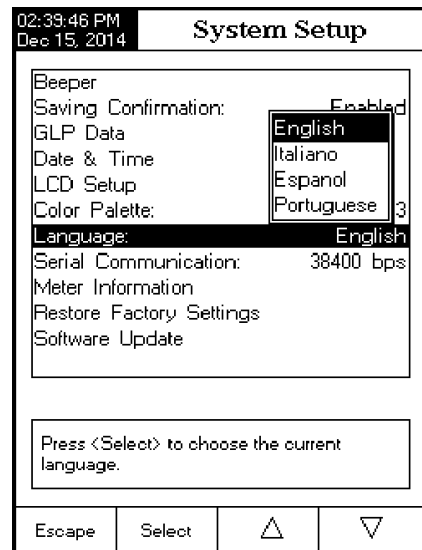 02:39:46 PM
Dec 15, 2014
System Setup
Beeper
Saving Confirmation: Enabled
GLP Data
Date & Time
LCD Setup
Color Palette: 3
Language: English
Serial Communication: 38400 bps
Meter Information
Restore Factory Settings
Software Update
English
Italiano
Espanol
Portuguese
Press <Select> to choose the current
language.
Escape Select